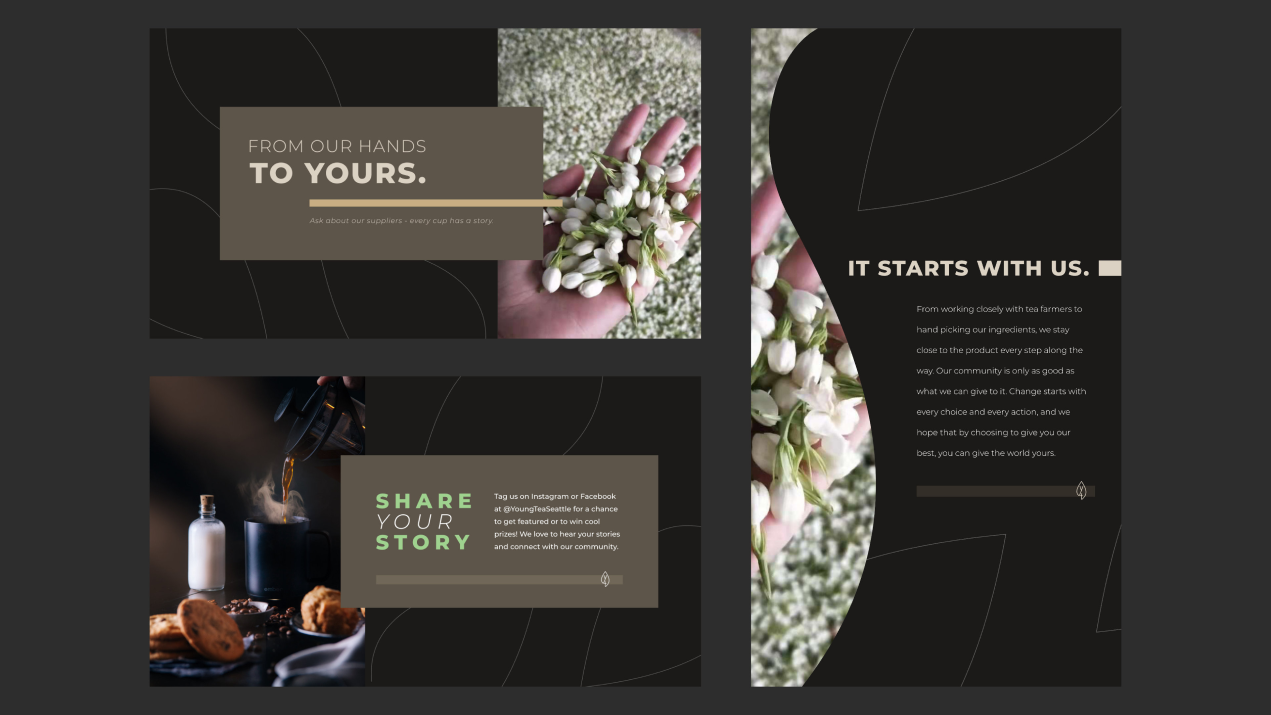 FROM OUR HANDS
TO YOURS.
Ask about our suppliers - every cup has a story.
SHARE
YOUR
STORY
Tag us on Instagram or Facebook
at @YoungTeaSeattle for a chance
to get featured or to win cool
prizes! We love to hear your stories
and connect with our community.
IT STARTS WITH US.
From working closely with tea farmers to
hand picking our ingredients, we stay
close to the product every step along the
way. Our community is only as good as
what we can give to it. Change starts with
every choice and every action, and we
hope that by choosing to give you our
best, you can give the world yours.